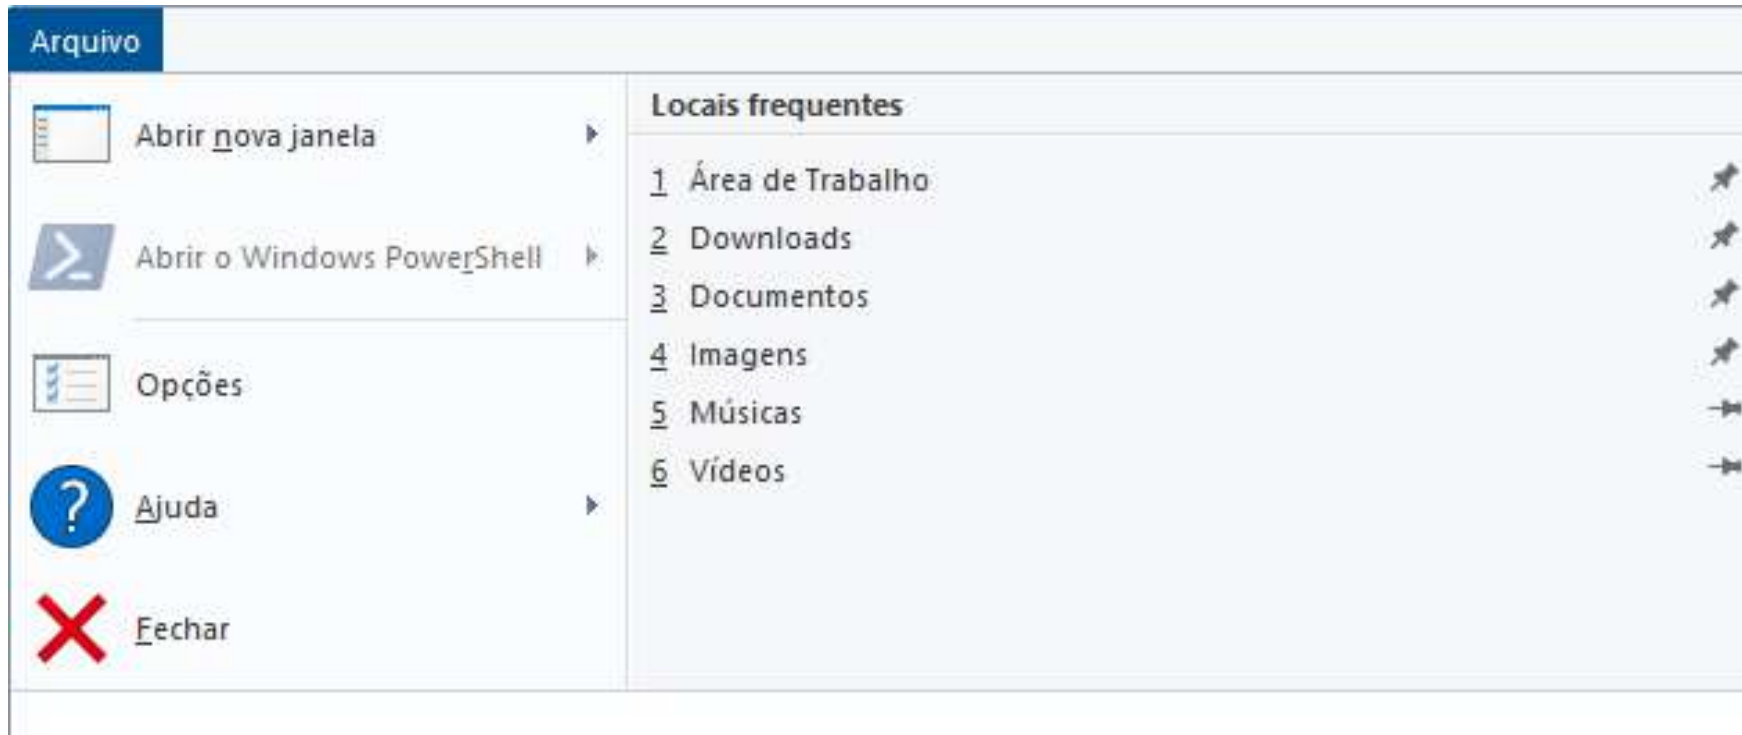 Arquivo
Abrir nova janela
Abrir o Windows PowerShell
Opções
Ajuda
Fechar
Locais frequentes
1 Área de Trabalho
2 Downloads
3 Documentos
4 Imagens
5 Músicas
6 Vídeos